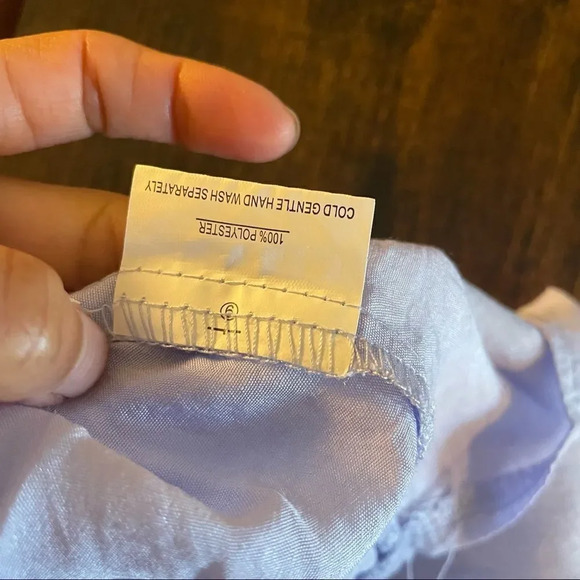 100% POLYESTER
COLD GENTLE HAND WASH SEPARATELY